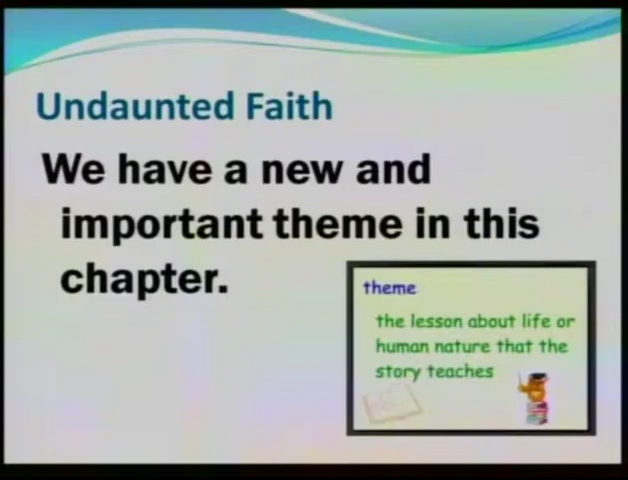 Undaunted Faith
We have a new and
important theme in this
chapter.
theme
the lesson about life or
human nature that the
story teaches